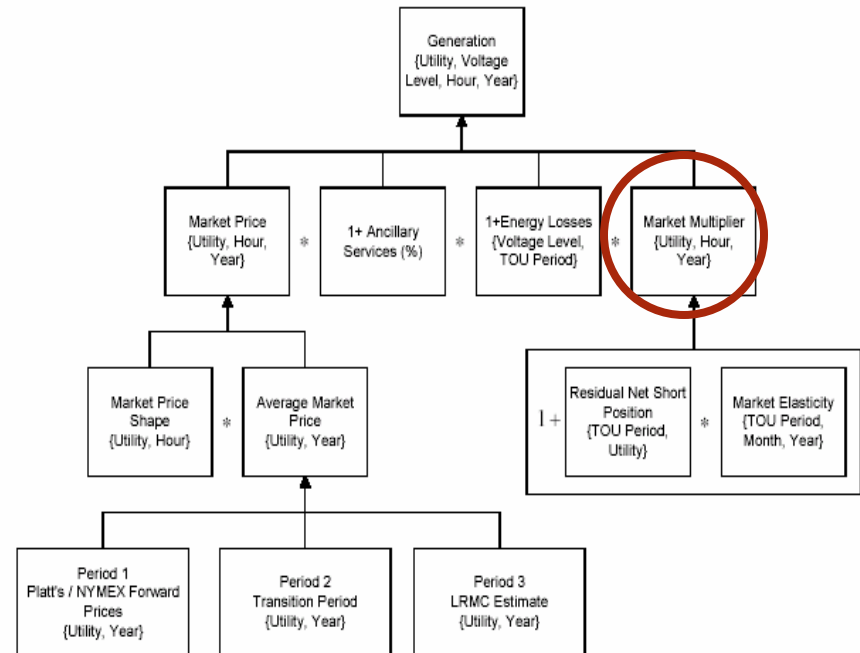 Generation
{Utility, Voltage
Level, Hour, Year}
Market Price
{Utility, Hour,
Year}
*
1+ Ancillary
Services (%)
*
1+Energy Losses
{Voltage Level,
TOU Period}
*
Market Multiplier
{Utility, Hour,
Year}
Market Price
Shape
{Utility, Hour}
*
Average Market
Price
{Utility, Year}
1 +
Residual Net Short
Position
{TOU Period,
Utility}
*
Market Elasticity
{TOU Period,
Month, Year}
Period 1
Platt's / NYMEX Forward
Prices
{Utility, Year}
Period 2
Transition Period
{Utility, Year}
Period 3
LRMC Estimate
{Utility, Year}